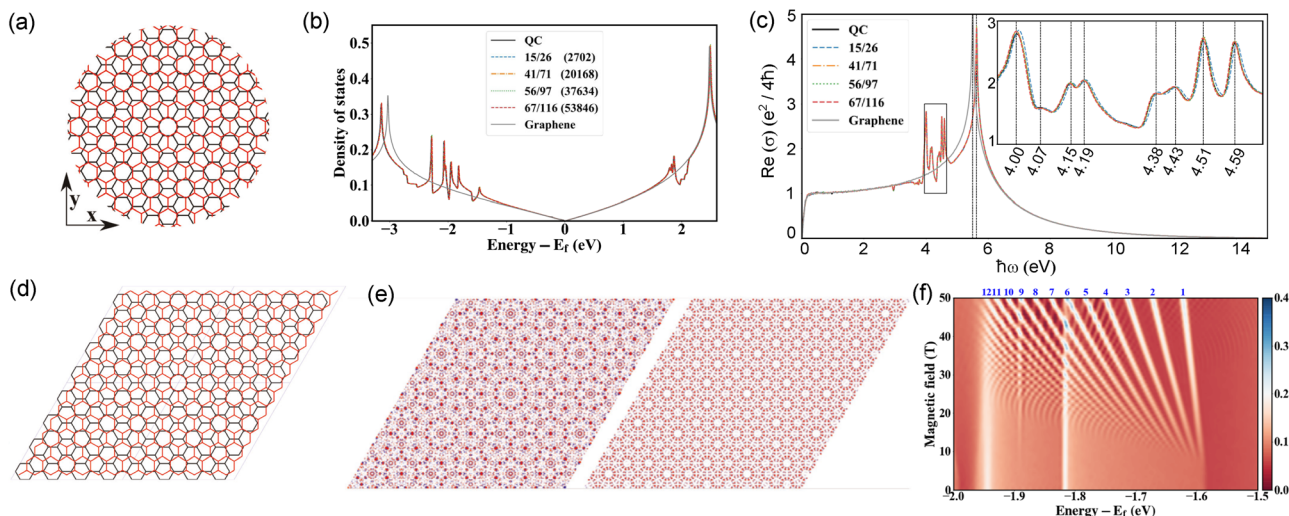 (a)
y
x
(b)
Density of states
0.5
0.4
0.3
0.2
0.1
0.0
QC
15/26 (2702)
41/71 (20168)
56/97 (37634)
67/116 (53846)
Graphene
−3 −2 −1 0 1 2
Energy − E_f (eV)
(c)
Re (σ) (e² / 4ℏ)
5
4
3
2
1
0
QC
15/26
41/71
56/97
67/116
Graphene
3
2
1
4.00 4.07 4.15 4.19 4.38 4.43 4.51 4.59
0 2 4 6 8 10 12 14
ℏω (eV)
(d)
(e)
(f)
12 11 10 9 8 7 6 5 4 3 2 1
Magnetic field (T)
50
40
30
20
10
0
−2.0 −1.9 −1.8 −1.7 −1.6 −1.5
Energy − E_f (eV)
0.4
0.3
0.2
0.1
0.0